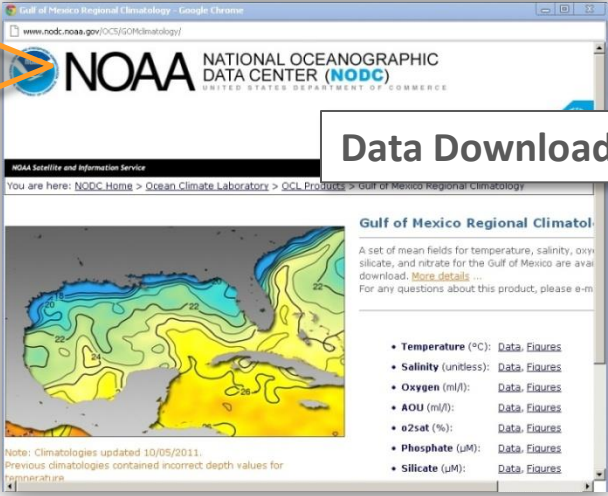 Gulf of Mexico Regional Climatology - Google Chrome
www.nodc.noaa.gov/OC5/GOMclimatology/
NOAA NATIONAL OCEANOGRAPHIC
DATA CENTER (NODC)
UNITED STATES DEPARTMENT OF COMMERCE
Data Download
NOAA Satellite and Information Service
You are here: NODC Home > Ocean Climate Laboratory > OCL Products > Gulf of Mexico Regional Climatology
Gulf of Mexico Regional Climatol
A set of mean fields for temperature, salinity, oxy
silicate, and nitrate for the Gulf of Mexico are avai
download. More details ...
For any questions about this product, please e-m
• Temperature (°C): Data, Figures
• Salinity (unitless): Data, Figures
• Oxygen (ml/l): Data, Figures
• AOU (ml/l): Data, Figures
• o2sat (%): Data, Figures
• Phosphate (µM): Data, Figures
• Silicate (µM): Data, Figures
20
22
22
22
24
26
Note: Climatologies updated 10/05/2011.
Previous climatologies contained incorrect depth values for
temperature